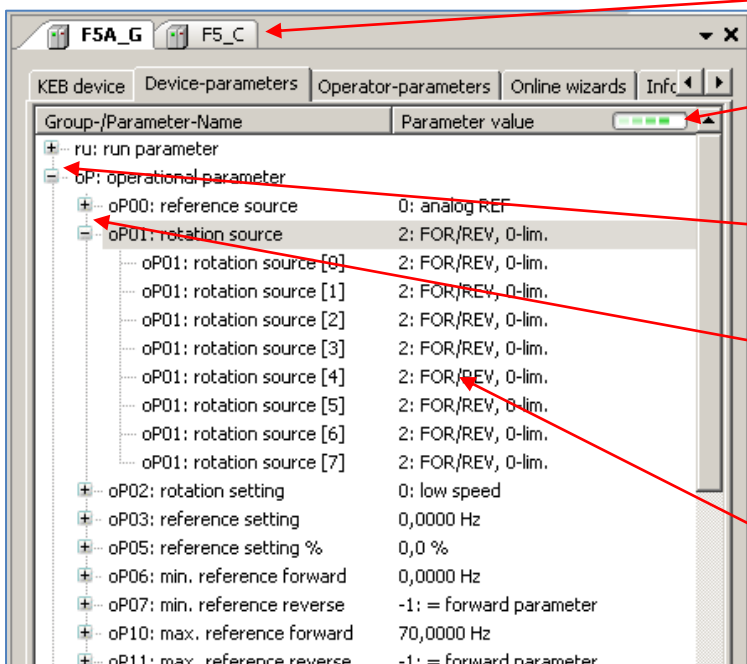 F5A_G F5_C
KEB device Device-parameters Operator-parameters Online wizards Info
Group-/Parameter-Name Parameter value
ru: run parameter
oP: operational parameter
oP00: reference source 0: analog REF
oP01: rotation source 2: FOR/REV, 0-lim.
oP01: rotation source [0] 2: FOR/REV, 0-lim.
oP01: rotation source [1] 2: FOR/REV, 0-lim.
oP01: rotation source [2] 2: FOR/REV, 0-lim.
oP01: rotation source [3] 2: FOR/REV, 0-lim.
oP01: rotation source [4] 2: FOR/REV, 0-lim.
oP01: rotation source [5] 2: FOR/REV, 0-lim.
oP01: rotation source [6] 2: FOR/REV, 0-lim.
oP01: rotation source [7] 2: FOR/REV, 0-lim.
oP02: rotation setting 0: low speed
oP03: reference setting 0,0000 Hz
oP05: reference setting % 0,0 %
oP06: min. reference forward 0,0000 Hz
oP07: min. reference reverse -1: = forward parameter
oP10: max. reference forward 70,0000 Hz
oP11: max. reference reverse -1: = forward parameter